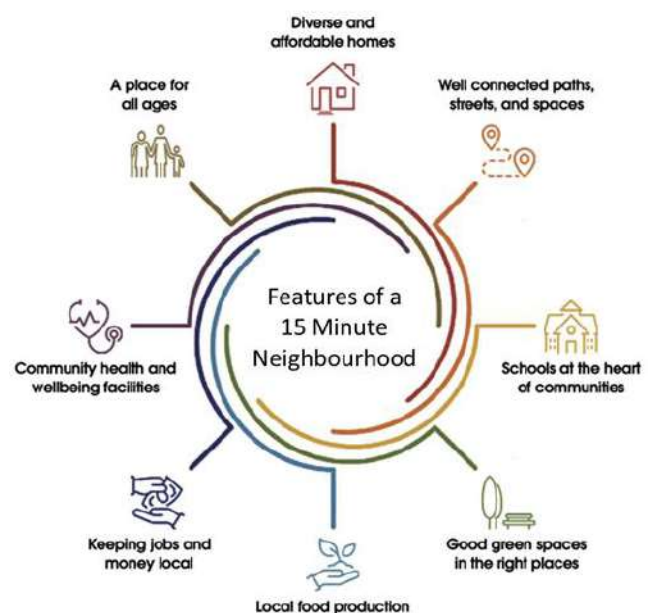 Diverse and
affordable homes
A place for
all ages
Well connected paths,
streets, and spaces
Features of a
15 Minute
Neighbourhood
Community health and
wellbeing facilities
Schools at the heart
of communities
Keeping jobs and
money local
Good green spaces
in the right places
Local food production